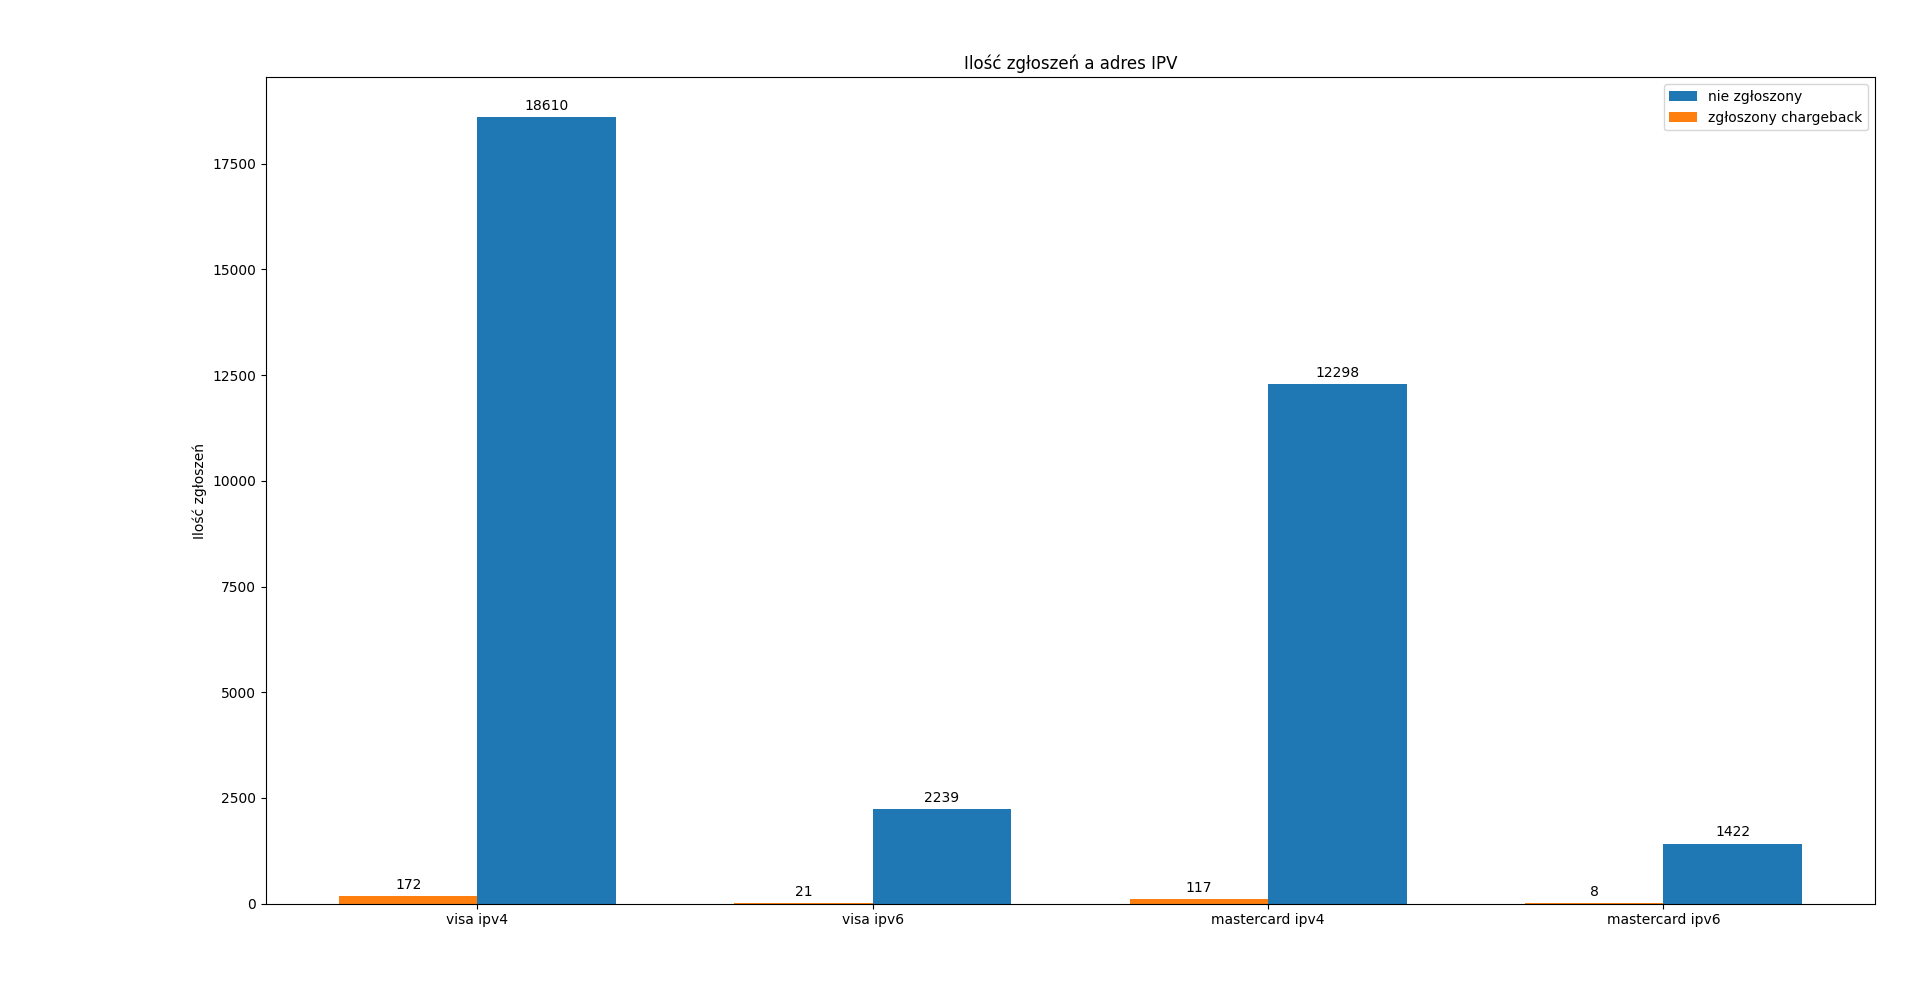 Ilość zgłoszeń a adres IPV
nie zgłoszony
zgłoszony chargeback
Ilość zgłoszeń
17500
15000
12500
10000
7500
5000
2500
0
172
18610
21
2239
117
12298
8
1422
visa ipv4
visa ipv6
mastercard ipv4
mastercard ipv6